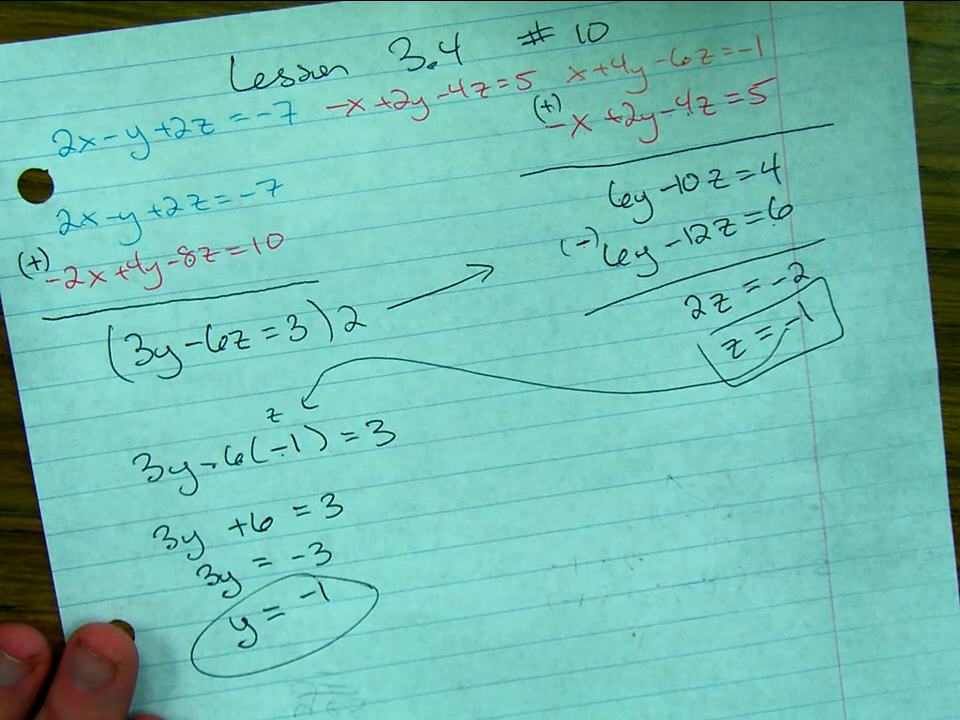 Lesson 3.4 # 10
2x - y + 2z = -7 -x + 2y - 4z = 5 x + 4y - 6z = -1
(+) -x + 2y - 4z = 5
6y - 10z = 4
(-) 6y - 12z = 6
2z = -2
z = -1
2x - y + 2z = -7
(+) -2x + 4y - 8z = 10
(3y - 6z = 3) 2
z
3y - 6(-1) = 3
3y + 6 = 3
3y = -3
y = -1